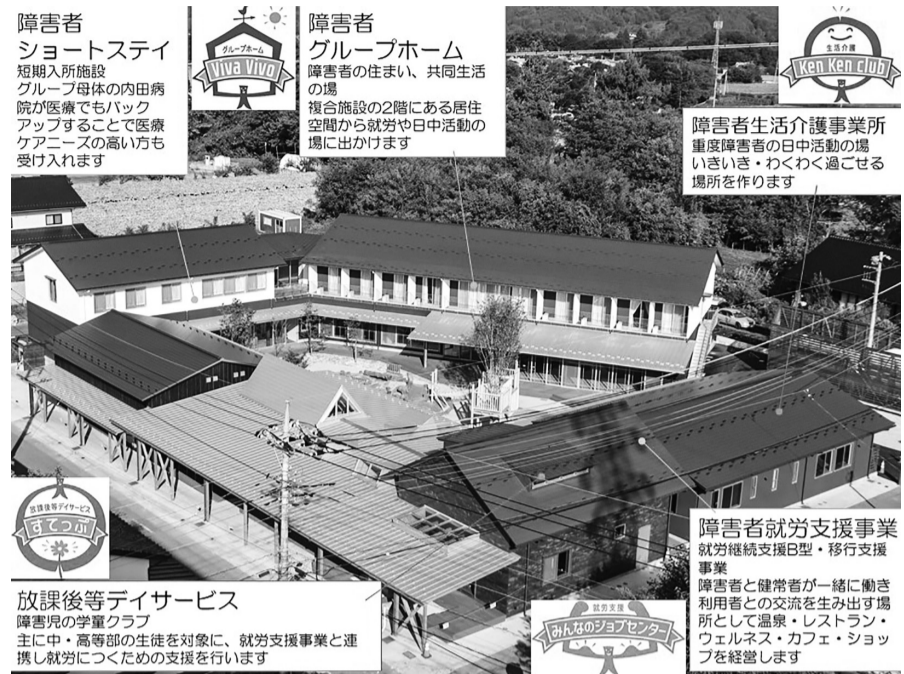 障害者
ショートステイ
短期入所施設
グループ母体の内田病
院が医療でもバック
アップすることで医療
ケアニーズの高い方も
受け入れます
グループホーム
Viva Vivo
障害者
グループホーム
障害者の住まい、共同生活
の場
複合施設の2階にある居住
空間から就労や日中活動の
場に出かけます
生活介護
Ken Ken club
障害者生活介護事業所
重度障害者の日中活動の場
いきいき・わくわく過ごせる
場所を作ります
放課後等デイサービス
すてっぷ
放課後等デイサービス
障害児の学童クラブ
主に中・高等部の生徒を対象に、就労支援事業と連
携し就労につくための支援を行います
就労支援
みんなのジョブセンター
障害者就労支援事業
就労継続支援B型・移行支援
事業
障害者と健常者が一緒に働き
利用者との交流を生み出す場
所として温泉・レストラン・
ウェルネス・カフェ・ショッ
プを経営します